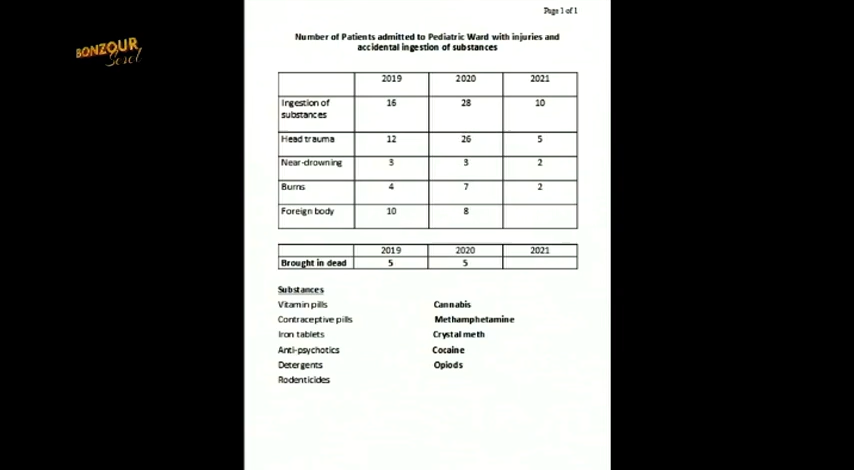 Page 1 of 1
BONZOUR
Sesel
Number of Patients admitted to Pediatric Ward with injuries and
accidental ingestion of substances
2019 2020 2021
Ingestion of substances 16 28 10
Head trauma 12 26 5
Near-drowning 3 3 2
Burns 4 7 2
Foreign body 10 8
2019 2020 2021
Brought in dead 5 5
Substances
Vitamin pills Cannabis
Contraceptive pills Methamphetamine
Iron tablets Crystal meth
Anti-psychotics Cocaine
Detergents Opiods
Rodenticides